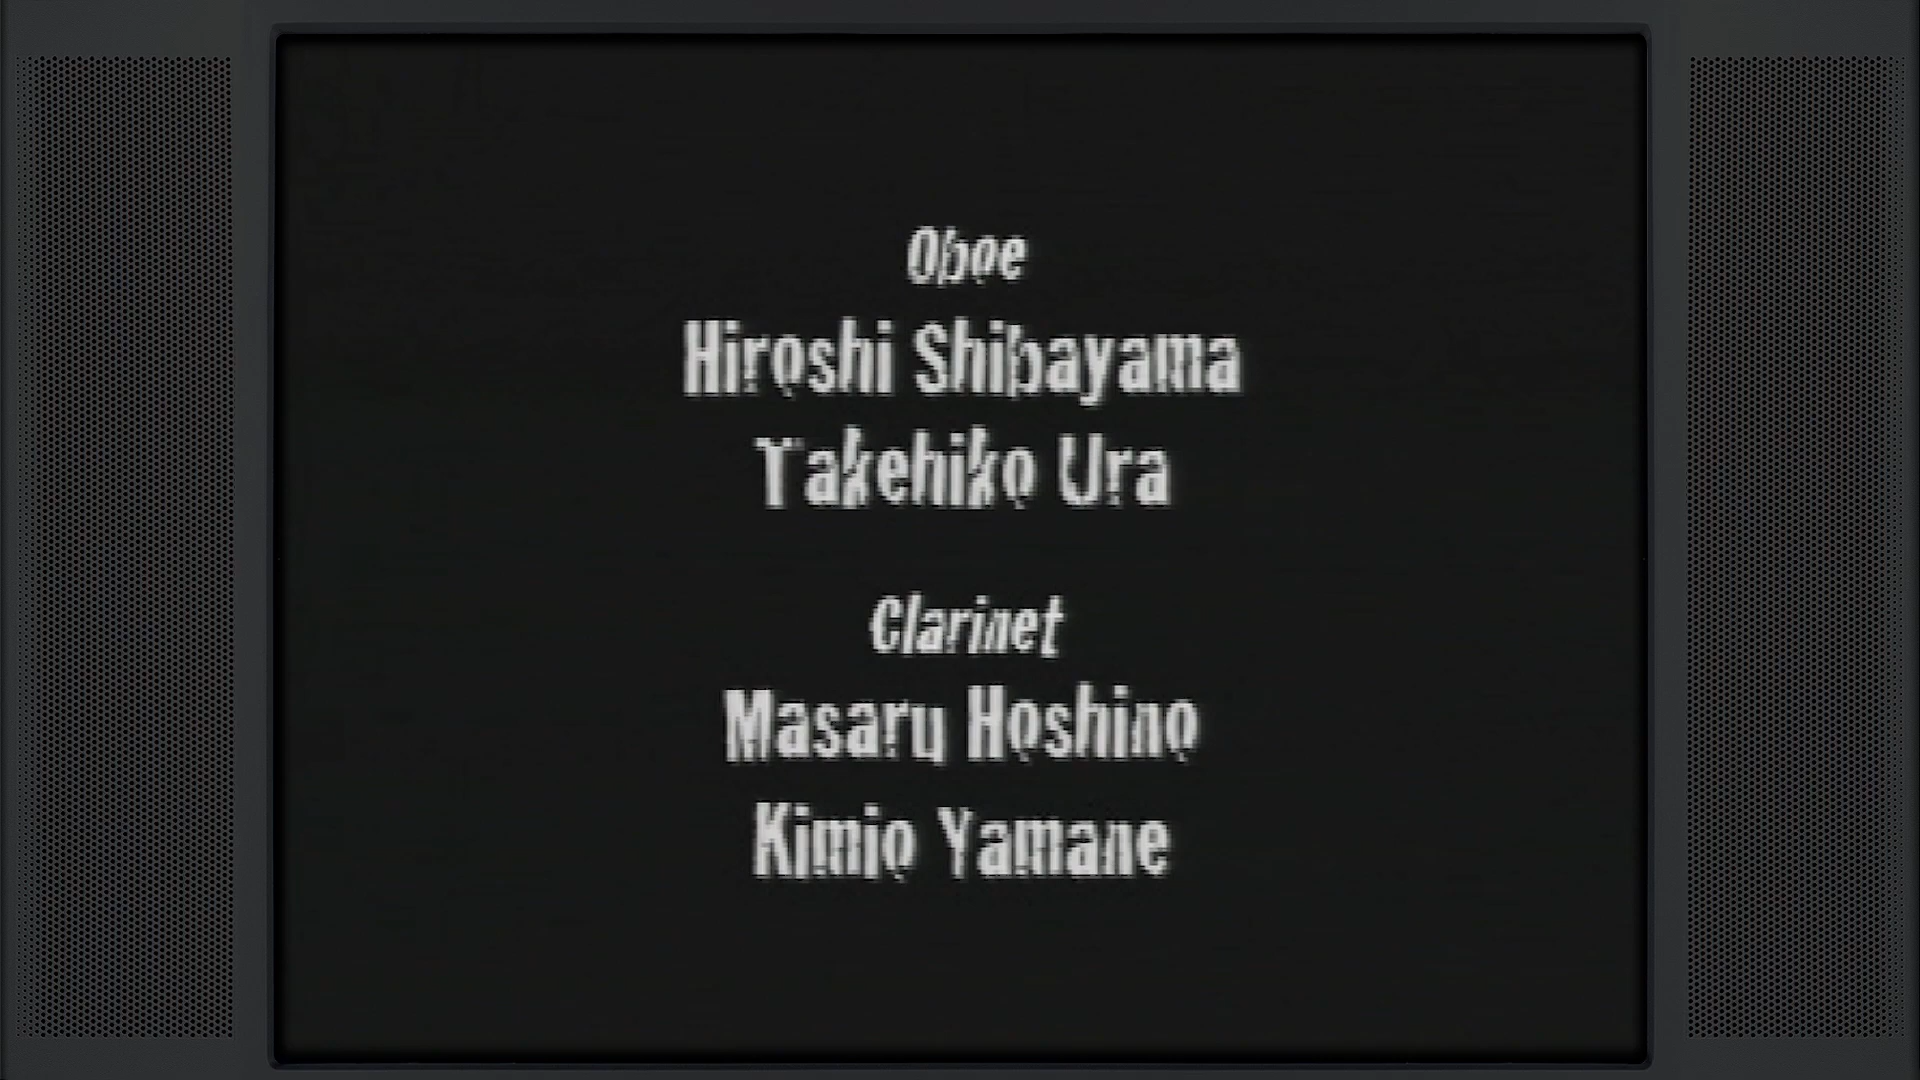 Oboe
Hiroshi Shibayama
Takehiko Ura
Clarinet
Masaru Hoshino
Kimio Yamane